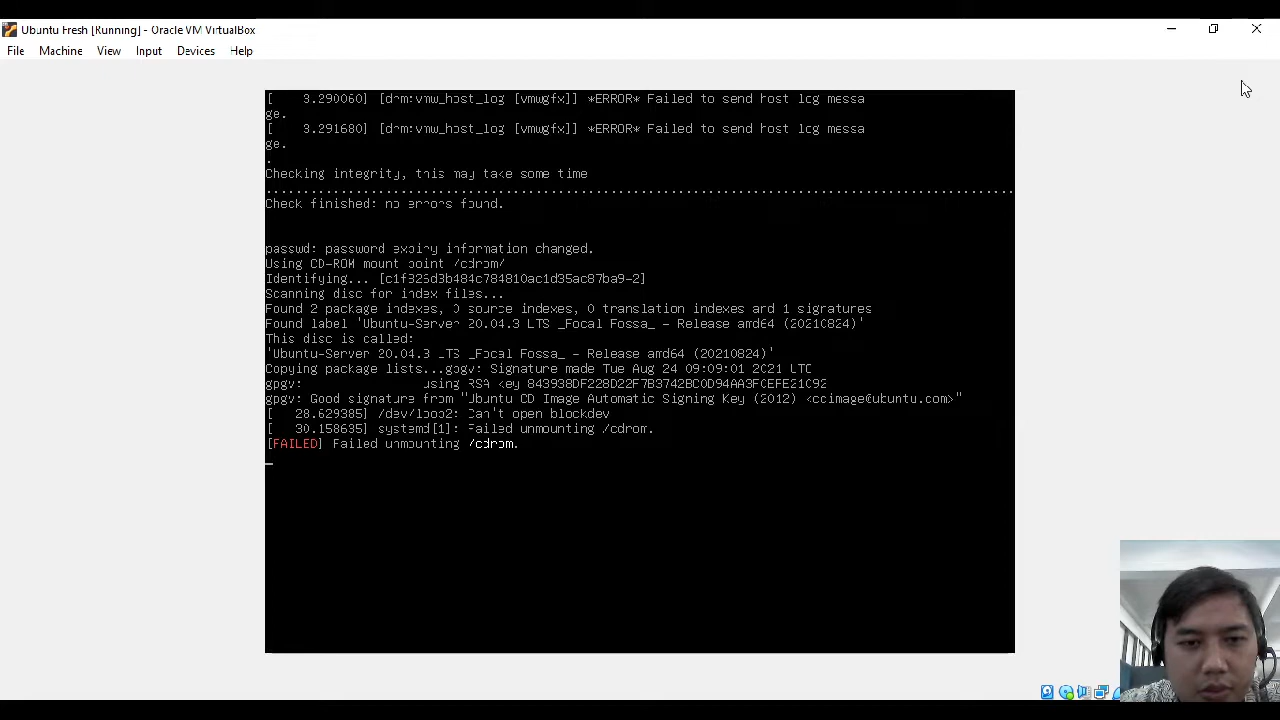 Ubuntu Fresh [Running] - Oracle VM VirtualBox
File Machine View Input Devices Help
[ 3.290060] [drm:vmw_host_log [vmwgfx]] *ERROR* Failed to send host log messa
ge.
[ 3.291680] [drm:vmw_host_log [vmwgfx]] *ERROR* Failed to send host log messa
ge.
.
Checking integrity, this may take some time
....................................................................................................
Check finished: no errors found.
passwd: password expiry information changed.
Using CD-ROM mount point /cdrom/
Identifying...
Scanning disc for index files...
Found 2 package indexes, 0 source indexes, 0 translation indexes and 1 signatures
Found label 'Ubuntu-Server 20.04.3 LTS _Focal Fossa_ - Release amd64 (20210824)'
This disc is called:
'Ubuntu-Server 20.04.3 LTS _Focal Fossa_ - Release amd64 (20210824)'
Copying package lists...gpgv: Signature made Tue Aug 24 09:09:01 2021 UTC
gpgv: using RSA key 843938DF228D22F7B3742BC0D94AA3F0EFE21092
gpgv: Good signature from "Ubuntu CD Image Automatic Signing Key (2012) <cdimage@ubuntu.com>"
[ 28.629385] /dev/loop2: Can't open blockdev
[ 30.158635] systemd[1]: Failed unmounting /cdrom.
[FAILED] Failed unmounting /cdrom.